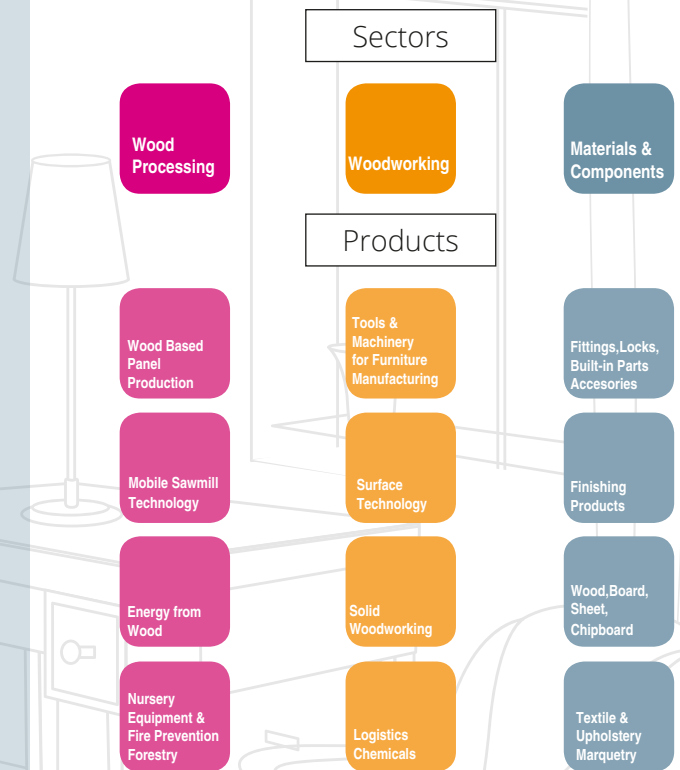 Sectors
Wood
Processing
Woodworking
Materials &
Components
Products
Wood Based
Panel
Production
Tools &
Machinery
for Furniture
Manufacturing
Fittings,Locks,
Built-in Parts
Accesories
Mobile Sawmill
Technology
Surface
Technology
Finishing
Products
Energy from
Wood
Solid
Woodworking
Wood,Board,
Sheet,
Chipboard
Nursery
Equipment &
Fire Prevention
Forestry
Logistics
Chemicals
Textile &
Upholstery
Marquetry